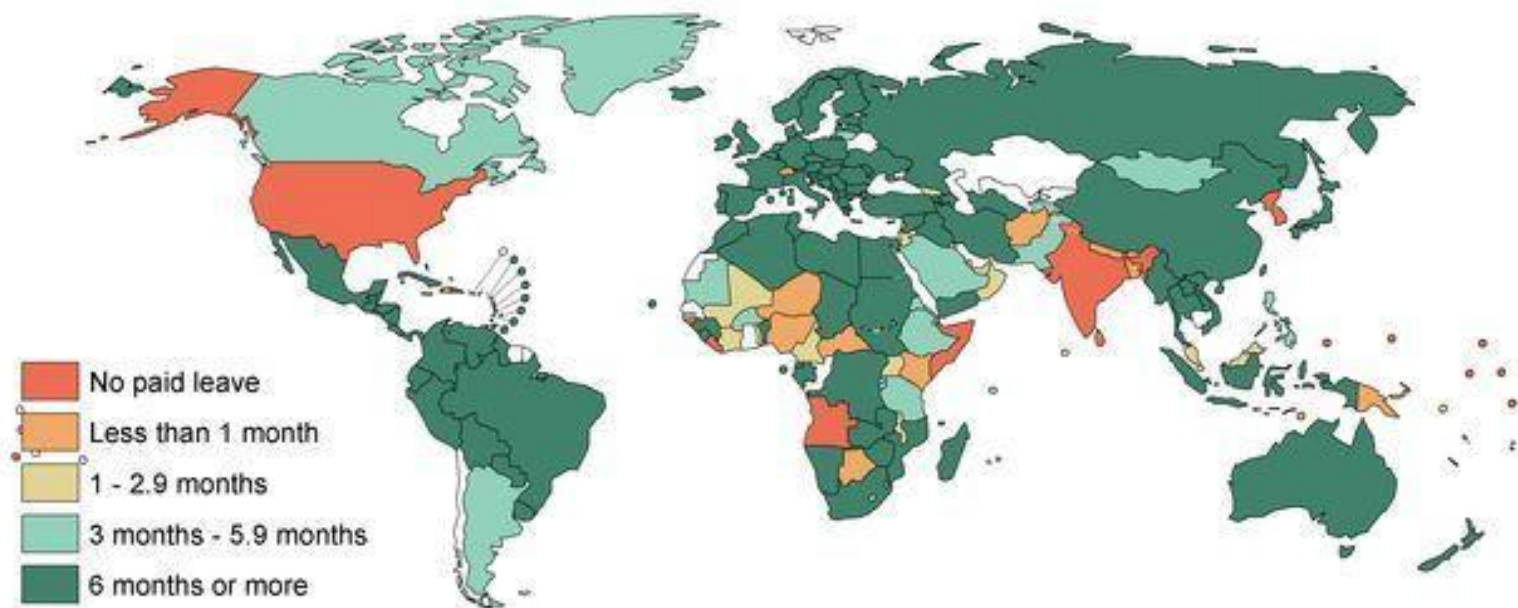 No paid leave
Less than 1 month
1 - 2.9 months
3 months - 5.9 months
6 months or more